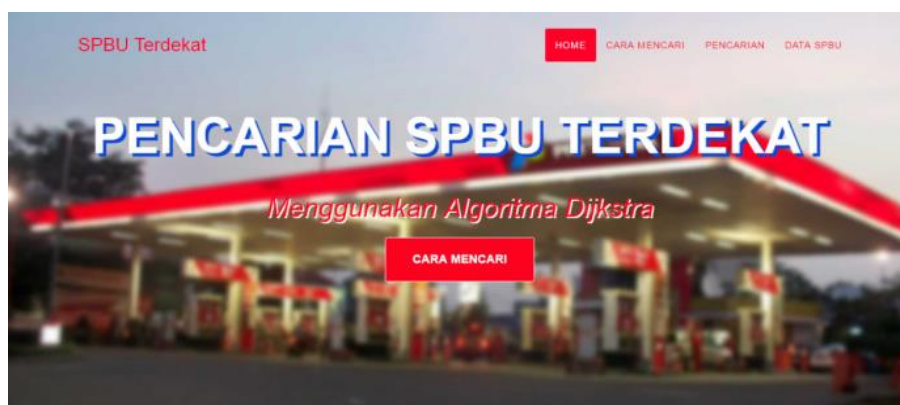 SPBU Terdekat
HOME CARA MENCARI PENCARIAN DATA SPBU
PENCARIAN SPBU TERDEKAT
Menggunakan Algoritma Dijkstra
CARA MENCARI